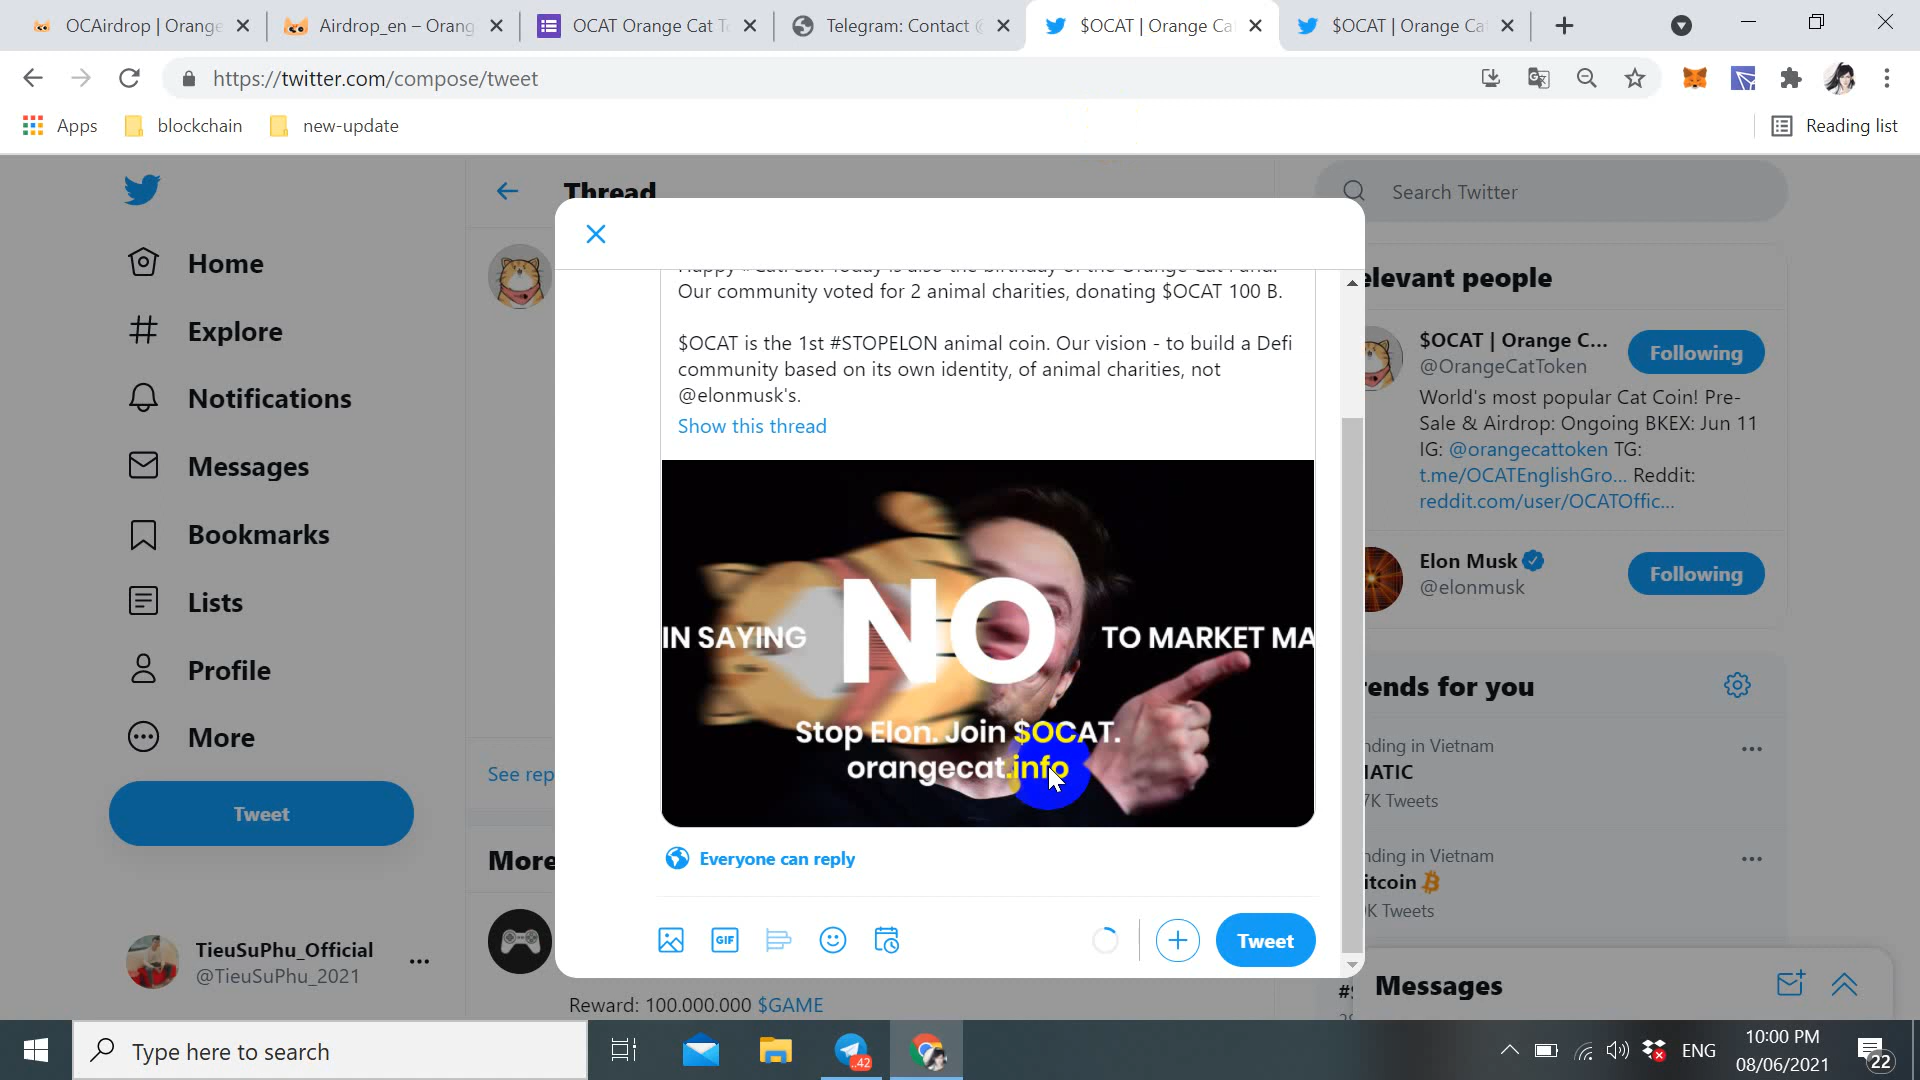 OCAirdrop | Orange
Airdrop_en – Orang
OCAT Orange Cat T
Telegram: Contact
$OCAT | Orange Ca
$OCAT | Orange Ca
https://twitter.com/compose/tweet
Apps
blockchain
new-update
Reading list
Thread
Search Twitter
Home
Explore
Notifications
Messages
Bookmarks
Lists
Profile
More
Tweet
TieuSuPhu_Official
@TieuSuPhu_2021
Our community voted for 2 animal charities, donating $OCAT 100 B.
$OCAT is the 1st #STOPELON animal coin. Our vision - to build a Defi
community based on its own identity, of animal charities, not
@elonmusk's.
Show this thread
IN SAYING NO TO MARKET MA
Stop Elon. Join $OCAT.
orangecat.info
Everyone can reply
GIF
Tweet
See rep
More
Reward: 100.000.000 $GAME
elevant people
$OCAT | Orange C...
@OrangeCatToken
Following
World's most popular Cat Coin! Pre-
Sale & Airdrop: Ongoing BKEX: Jun 11
IG: @orangecattoken TG:
t.me/OCATEnglishGro... Reddit:
reddit.com/user/OCATOffic...
Elon Musk
@elonmusk
Following
rends for you
nding in Vietnam
IATIC
7K Tweets
nding in Vietnam
itcoin
K Tweets
Messages
Type here to search
..42
ENG
10:00 PM
08/06/2021
22